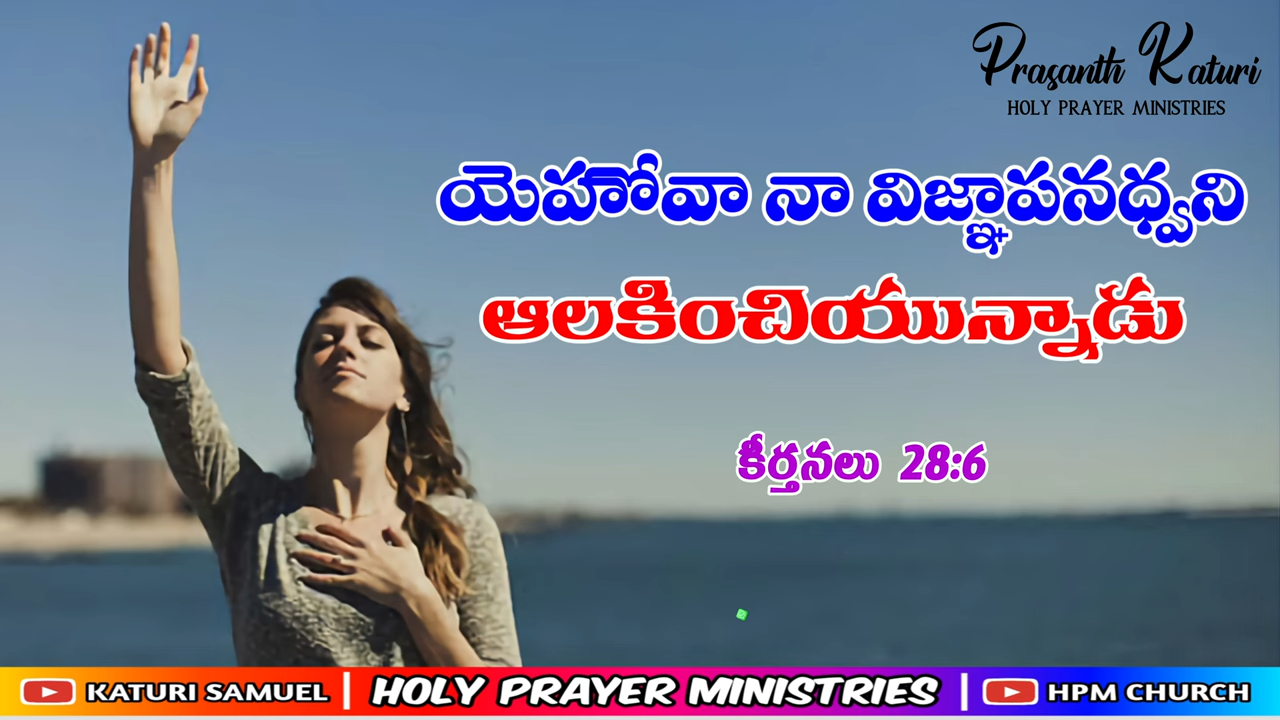 Prasanth Katuri
HOLY PRAYER MINISTRIES
యెహోవా నా విజ్ఞాపనధ్వని
ఆలకించియున్నాడు
కీర్తనలు 28:6
KATURI SAMUEL | HOLY PRAYER MINISTRIES | HPM CHURCH